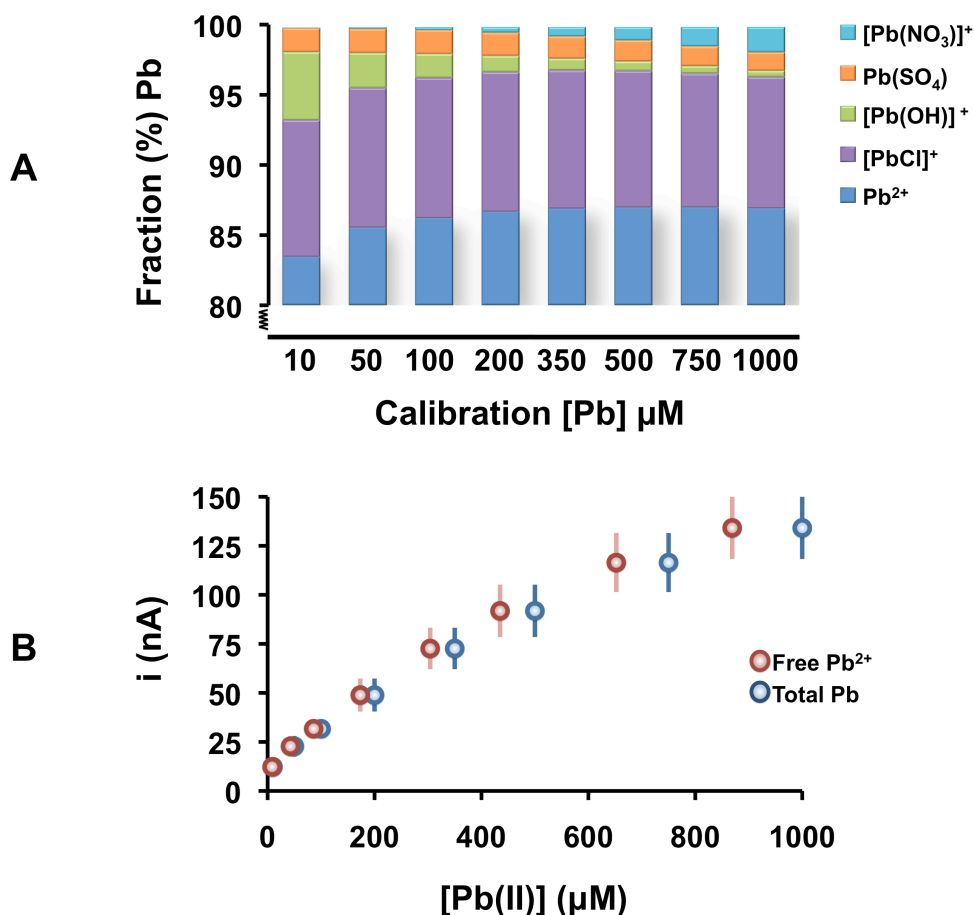 A
Fraction (%) Pb
100
95
90
85
80
10 50 100 200 350 500 750 1000
Calibration [Pb] µM
[Pb(NO₃)]⁺
Pb(SO₄)
[Pb(OH)] ⁺
[PbCl]⁺
Pb²⁺
B
i (nA)
150
125
100
75
50
25
0
0 200 400 600 800 1000
[Pb(II)] (µM)
Free Pb²⁺
Total Pb